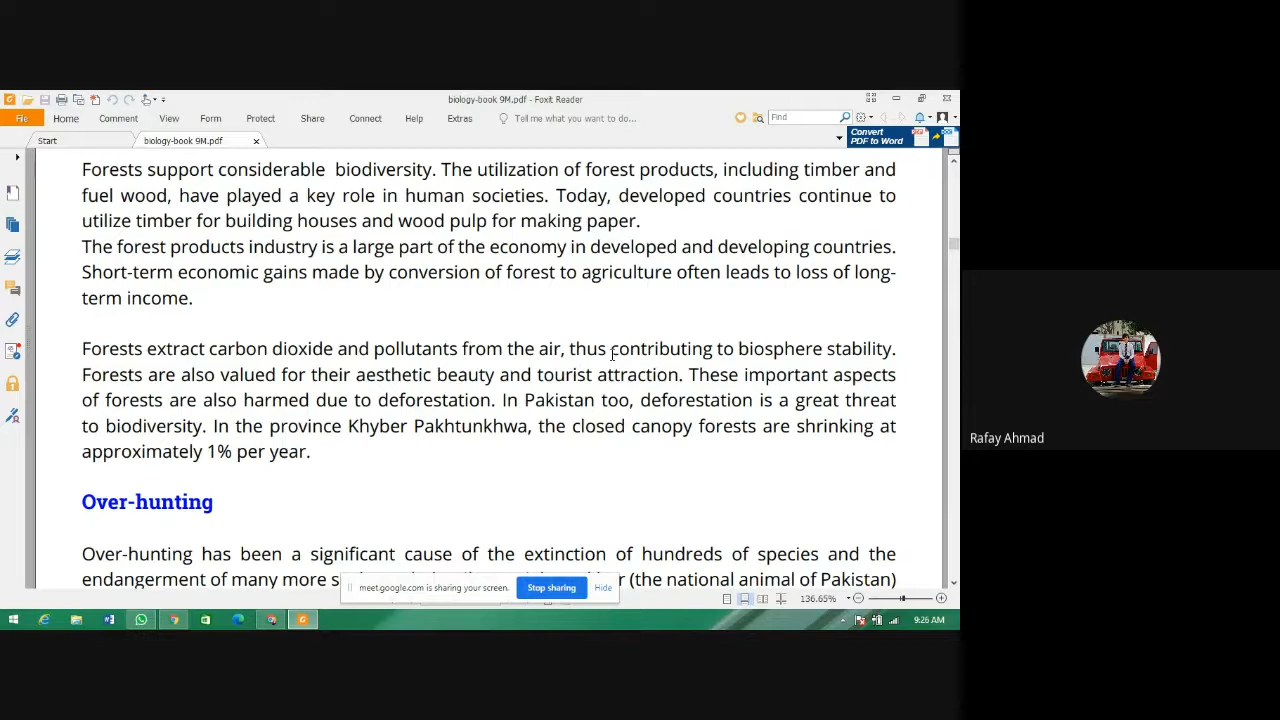 biology-book 9M.pdf - Foxit Reader
File Home Comment View Form Protect Share Connect Help Extras Tell me what you want to do... Find
Start biology-book 9M.pdf
Convert
PDF to Word
Forests support considerable biodiversity. The utilization of forest products, including timber and
fuel wood, have played a key role in human societies. Today, developed countries continue to
utilize timber for building houses and wood pulp for making paper.
The forest products industry is a large part of the economy in developed and developing countries.
Short-term economic gains made by conversion of forest to agriculture often leads to loss of long-
term income.
Forests extract carbon dioxide and pollutants from the air, thus contributing to biosphere stability.
Forests are also valued for their aesthetic beauty and tourist attraction. These important aspects
of forests are also harmed due to deforestation. In Pakistan too, deforestation is a great threat
to biodiversity. In the province Khyber Pakhtunkhwa, the closed canopy forests are shrinking at
approximately 1% per year.
Over-hunting
Over-hunting has been a significant cause of the extinction of hundreds of species and the
endangerment of many more (the national animal of Pakistan)
meet.google.com is sharing your screen. Stop sharing Hide
136.65%
9:26 AM
Rafay Ahmad